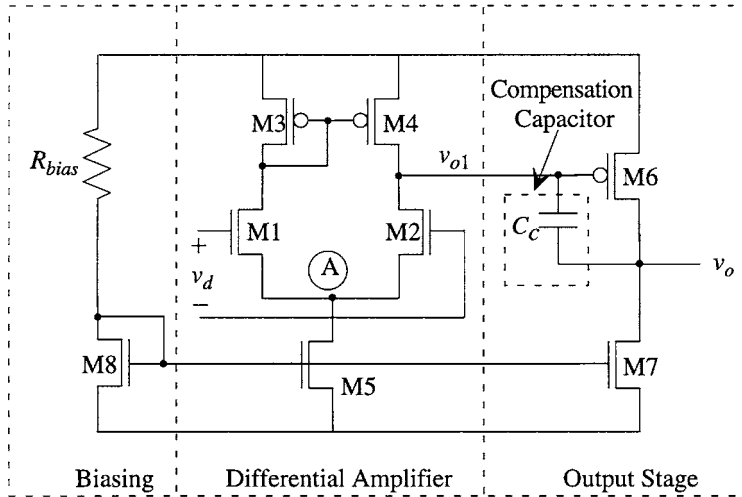 Compensation
Capacitor
M3
M4
R_bias
v_o1
M6
M1
M2
C_C
+
v_d
−
A
v_o
M8
M5
M7
Biasing
Differential Amplifier
Output Stage